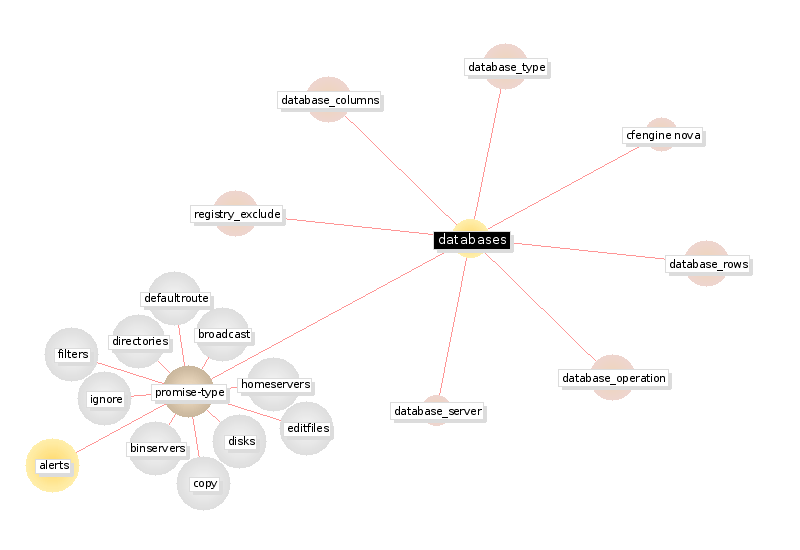 database_type
database_columns
cfengine nova
registry_exclude
databases
database_rows
defaultroute
broadcast
directories
filters
homeservers
database_operation
promise-type
ignore
database_server
editfiles
disks
binservers
alerts
copy